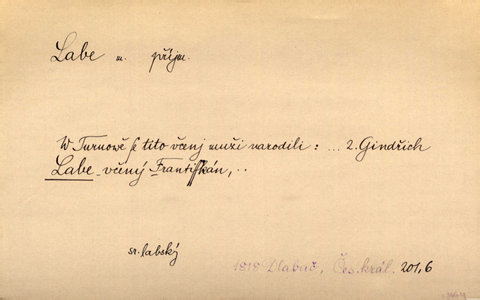 Labe m. příjm.
W Turnowě se tito včenj muži narodili: ... 2. Gindřich
Labe včený Frantisskán, ..
sr. labský
1818 Dlabač, Čes. král. 201,6